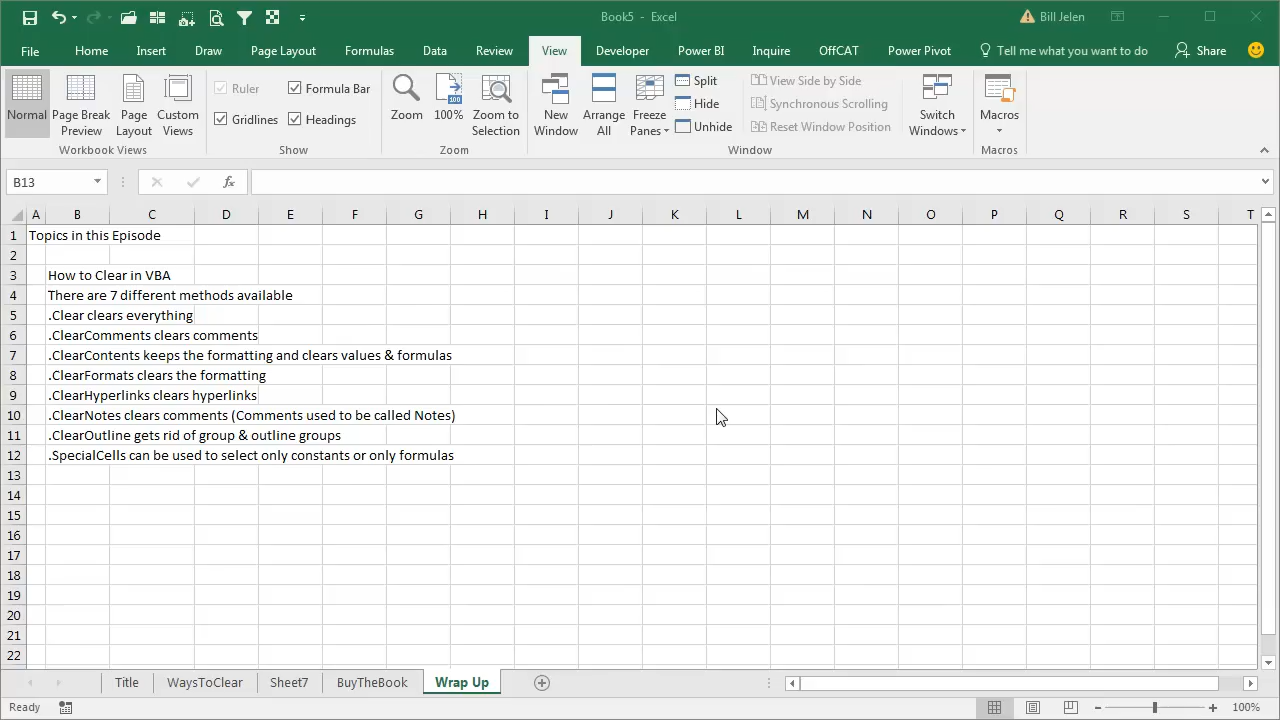 Book5 - Excel
Bill Jelen
File Home Insert Draw Page Layout Formulas Data Review View Developer Power BI Inquire OffCAT Power Pivot Tell me what you want to do Share
Normal
Page Break Preview
Page Layout
Custom Views
Workbook Views
Ruler
Formula Bar
Gridlines
Headings
Show
Zoom
100
100%
Zoom to Selection
Zoom
New Window
Arrange All
Freeze Panes
Split
Hide
Unhide
View Side by Side
Synchronous Scrolling
Reset Window Position
Switch Windows
Window
Macros
Macros
B13
fx
A B C D E F G H I J K L M N O P Q R S T
1 Topics in this Episode
2
3 How to Clear in VBA
4 There are 7 different methods available
5 .Clear clears everything
6 .ClearComments clears comments
7 .ClearContents keeps the formatting and clears values & formulas
8 .ClearFormats clears the formatting
9 .ClearHyperlinks clears hyperlinks
10 .ClearNotes clears comments (Comments used to be called Notes)
11 .ClearOutline gets rid of group & outline groups
12 .SpecialCells can be used to select only constants or only formulas
13
14
15
16
17
18
19
20
21
22
Title WaysToClear Sheet7 BuyTheBook Wrap Up
Ready
100%